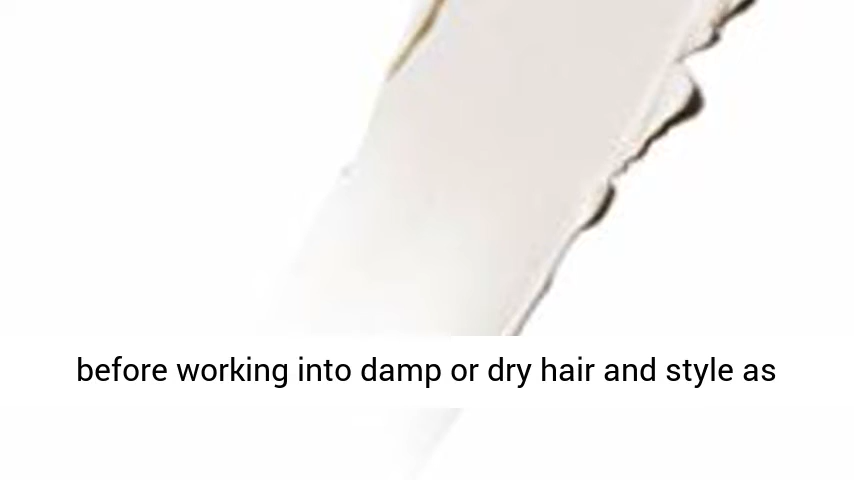 before working into damp or dry hair and style as